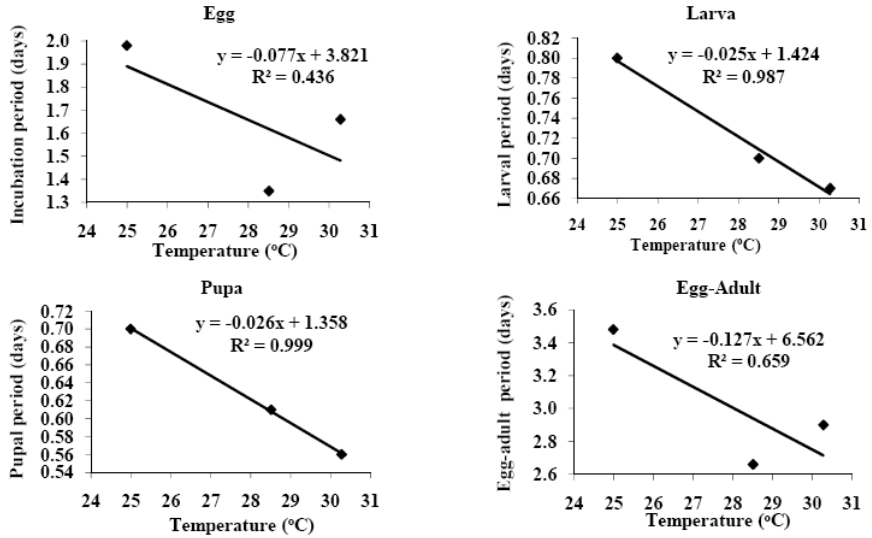 Egg
Incubation period (days)
2.0
1.9
1.8
1.7
1.6
1.5
1.4
1.3
y = -0.077x + 3.821
R² = 0.436
24 25 26 27 28 29 30 31
Temperature (°C)
Larva
Larval period (days)
0.82
0.80
0.78
0.76
0.74
0.72
0.70
0.68
0.66
y = -0.025x + 1.424
R² = 0.987
24 25 26 27 28 29 30 31
Temperature (°C)
Pupa
Pupal period (days)
0.72
0.70
0.68
0.66
0.64
0.62
0.60
0.58
0.56
0.54
y = -0.026x + 1.358
R² = 0.999
24 25 26 27 28 29 30 31
Temperature (°C)
Egg-Adult
Egg-adult period (days)
3.6
3.4
3.2
3.0
2.8
2.6
y = -0.127x + 6.562
R² = 0.659
24 25 26 27 28 29 30 31
Temperature (°C)